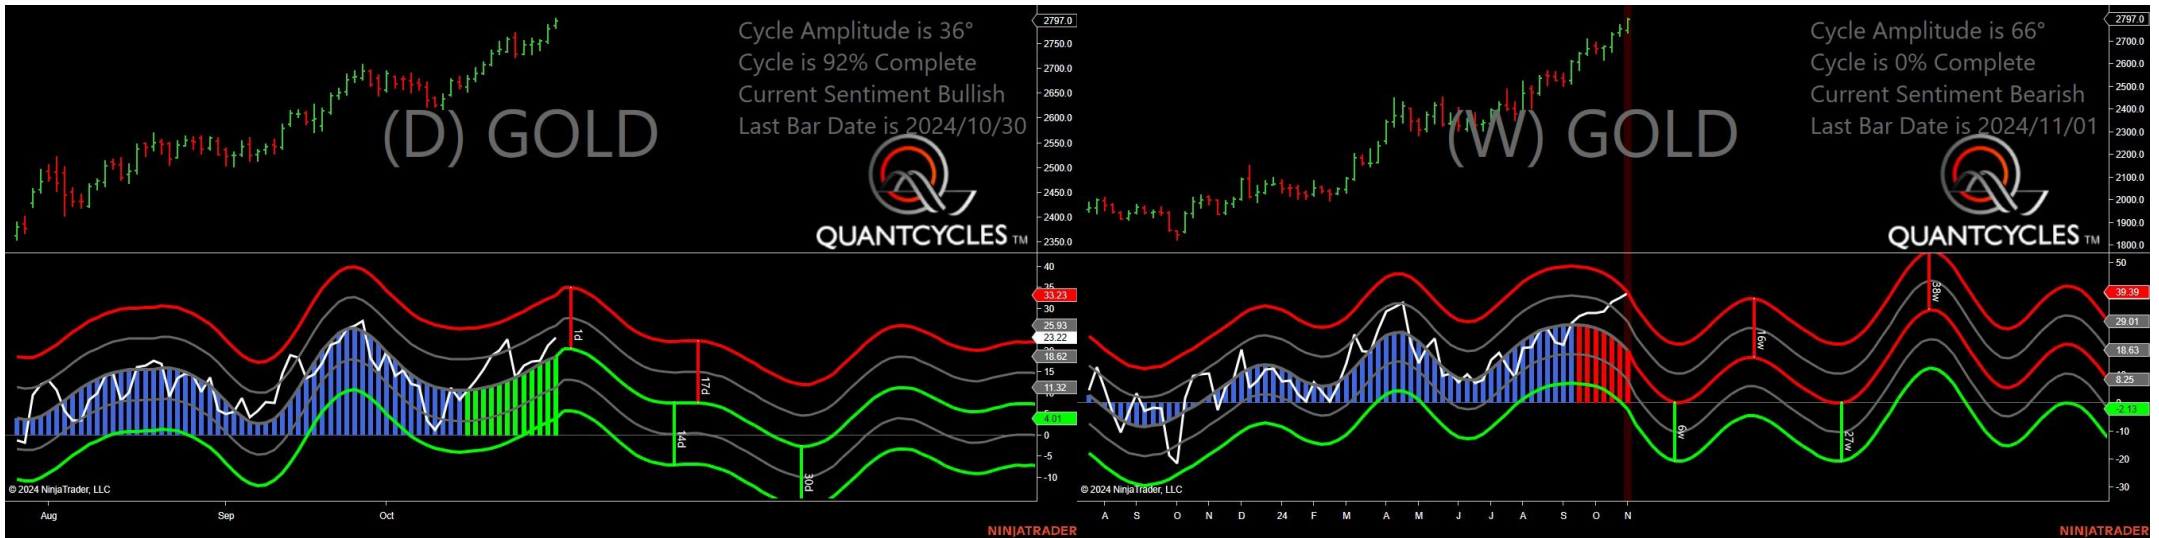 Cycle Amplitude is 36°
Cycle is 92% Complete
Current Sentiment Bullish
Last Bar Date is 2024/10/30
(D) GOLD
QUANTCYCLES TM
2797.0
2750.0
2700.0
2650.0
2600.0
2550.0
2500.0
2450.0
2400.0
2350.0
40
35
33.23
30
25.93
23.22
18.62
15
11.32
4.01
0
-5
-10
1d
17d
14d
30d
© 2024 NinjaTrader, LLC
Aug
Sep
Oct
NINJATRADER
Cycle Amplitude is 66°
Cycle is 0% Complete
Current Sentiment Bearish
Last Bar Date is 2024/11/01
(W) GOLD
QUANTCYCLES TM
2797.0
2700.0
2600.0
2500.0
2400.0
2300.0
2200.0
2100.0
2000.0
1900.0
1800.0
50
39.39
29.01
18.63
8.25
-2.13
-10
-20
-30
6w
16w
27w
38w
© 2024 NinjaTrader, LLC
A S O N D 24 F M A M J J A S O N
NINJATRADER